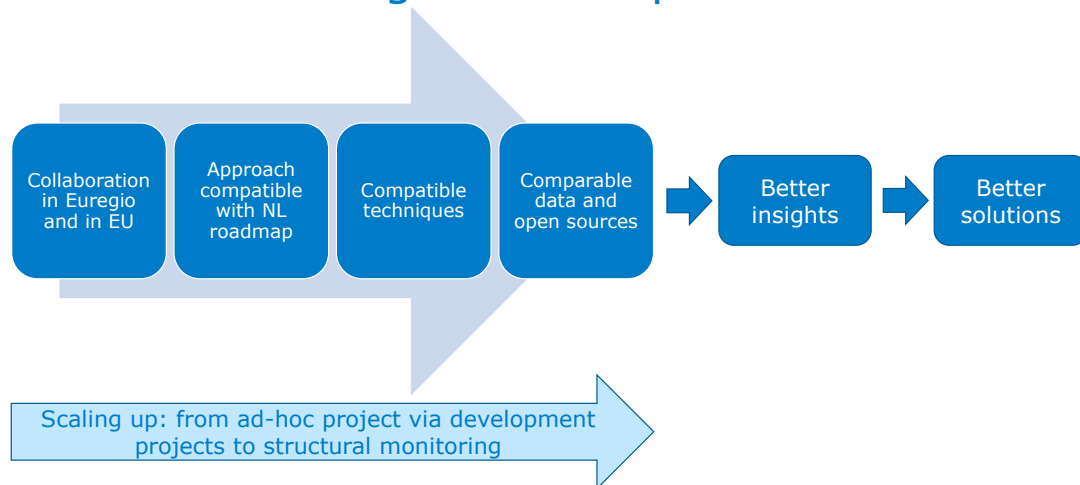 Collaboration
in Euregio
and in EU
Approach
compatible
with NL
roadmap
Compatible
techniques
Comparable
data and
open sources
Better
insights
Better
solutions
Scaling up: from ad-hoc project via development
projects to structural monitoring